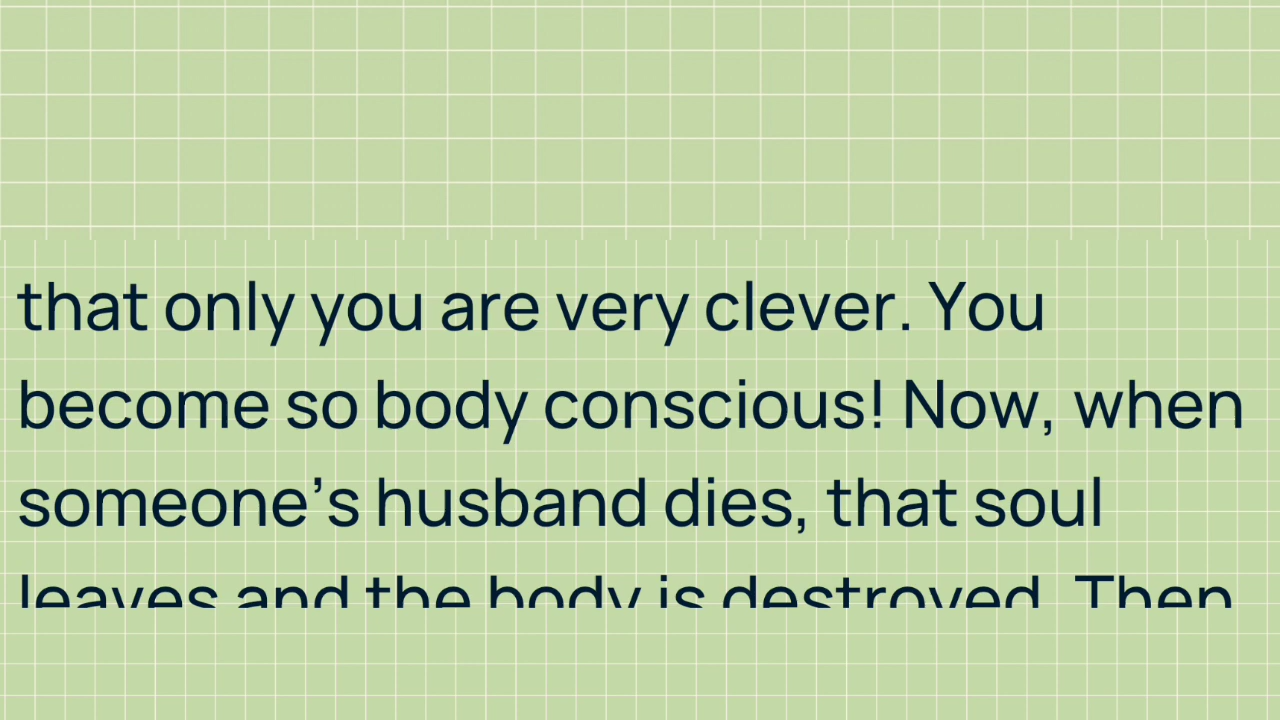 that only you are very clever. You
become so body conscious! Now, when
someone's husband dies, that soul
leaves and the body is destroyed. Then